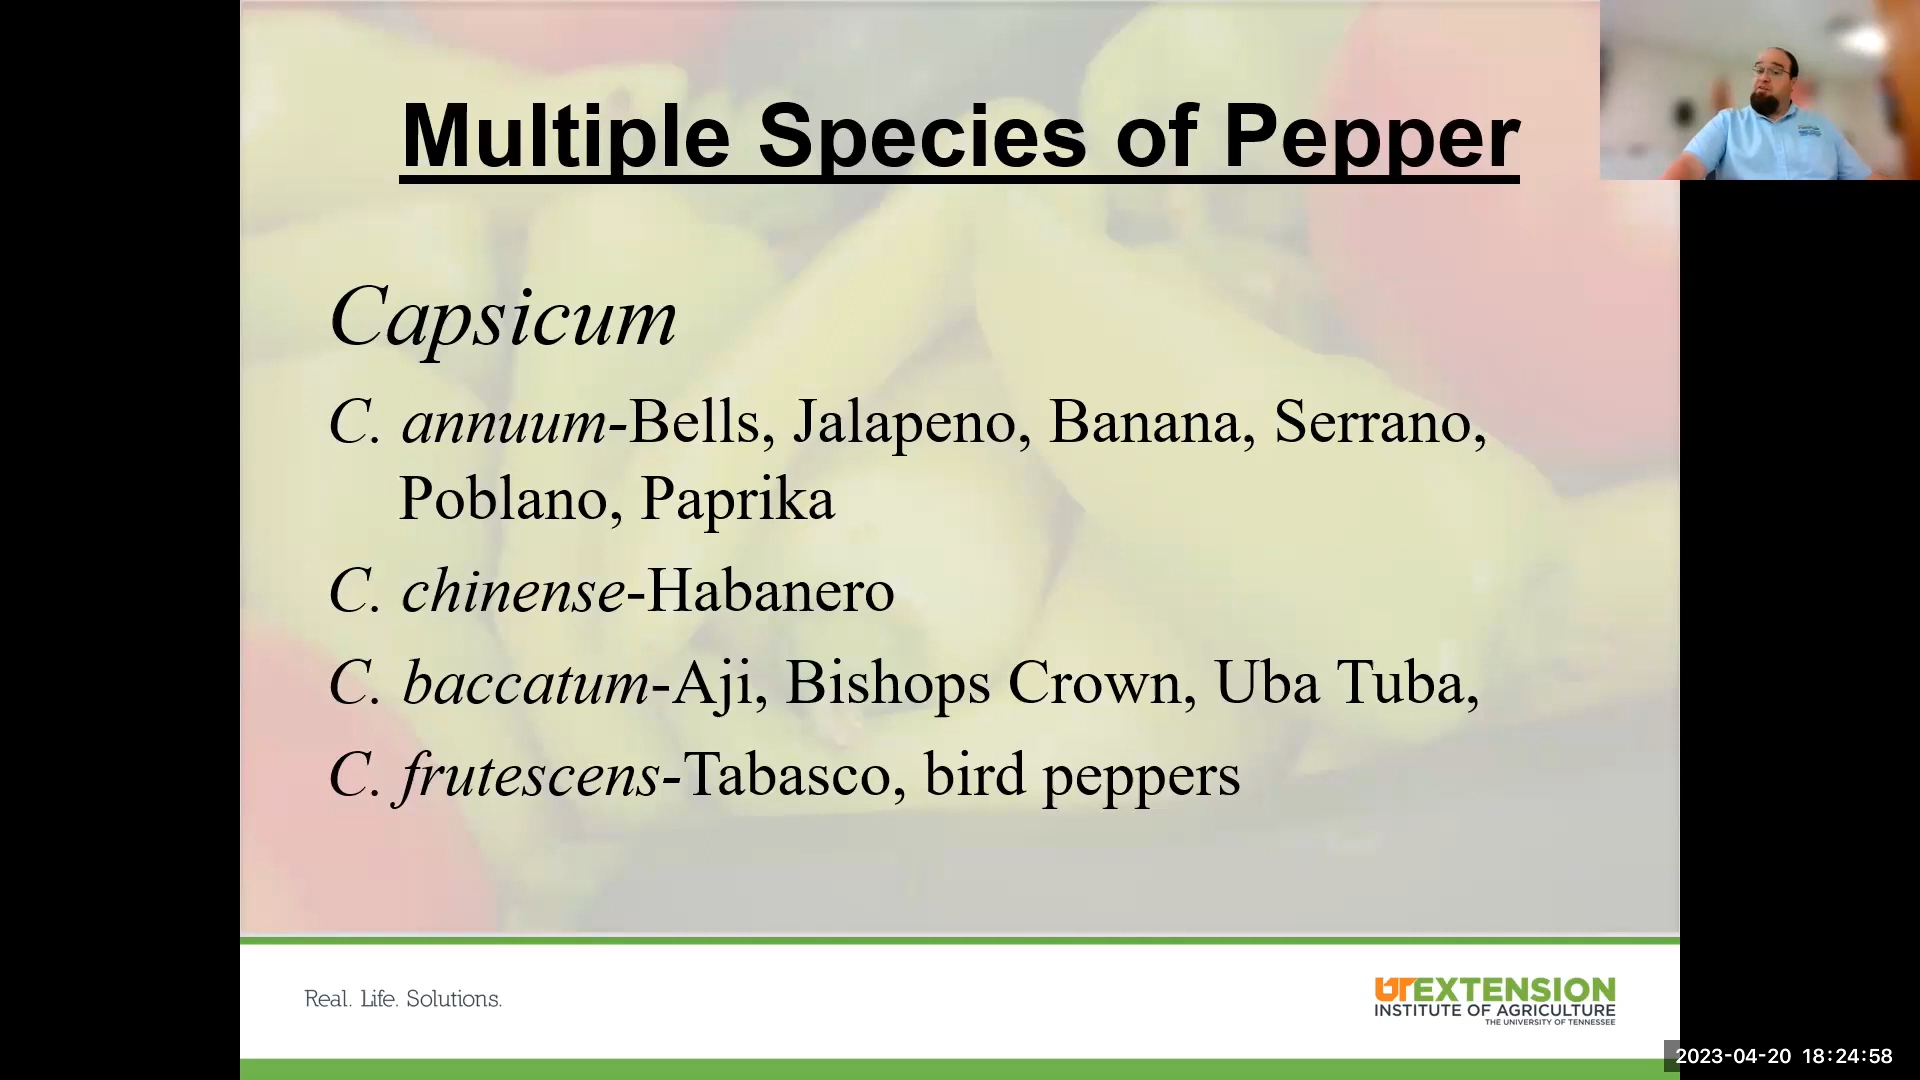 Multiple Species of Pepper
Capsicum
C. annuum-Bells, Jalapeno, Banana, Serrano,
Poblano, Paprika
C. chinense-Habanero
C. baccatum-Aji, Bishops Crown, Uba Tuba,
C. frutescens-Tabasco, bird peppers
Real. Life. Solutions.
UT EXTENSION
INSTITUTE OF AGRICULTURE
THE UNIVERSITY OF TENNESSEE
2023-04-20 18:24:58